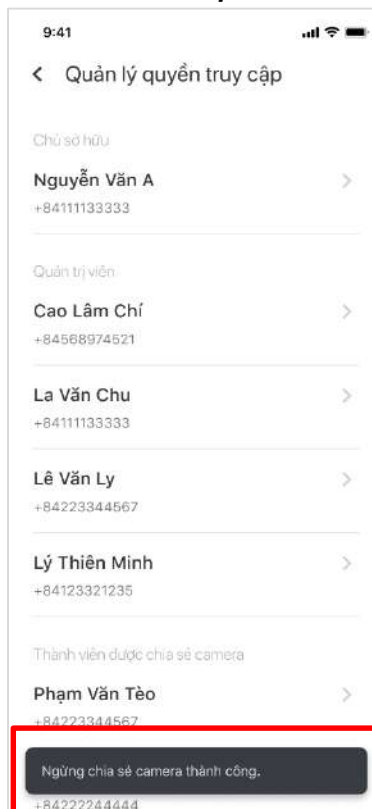 9:41
Quản lý quyền truy cập
Chủ sở hữu
Nguyễn Văn A
+84111133333
Quản trị viên
Cao Lâm Chí
+84568974521
La Văn Chu
+84111133333
Lê Văn Ly
+84223344567
Lý Thiên Minh
+84123321235
Thành viên được chia sẻ camera
Phạm Văn Tèo
+84223344567
Ngừng chia sẻ camera thành công.
+84222244444